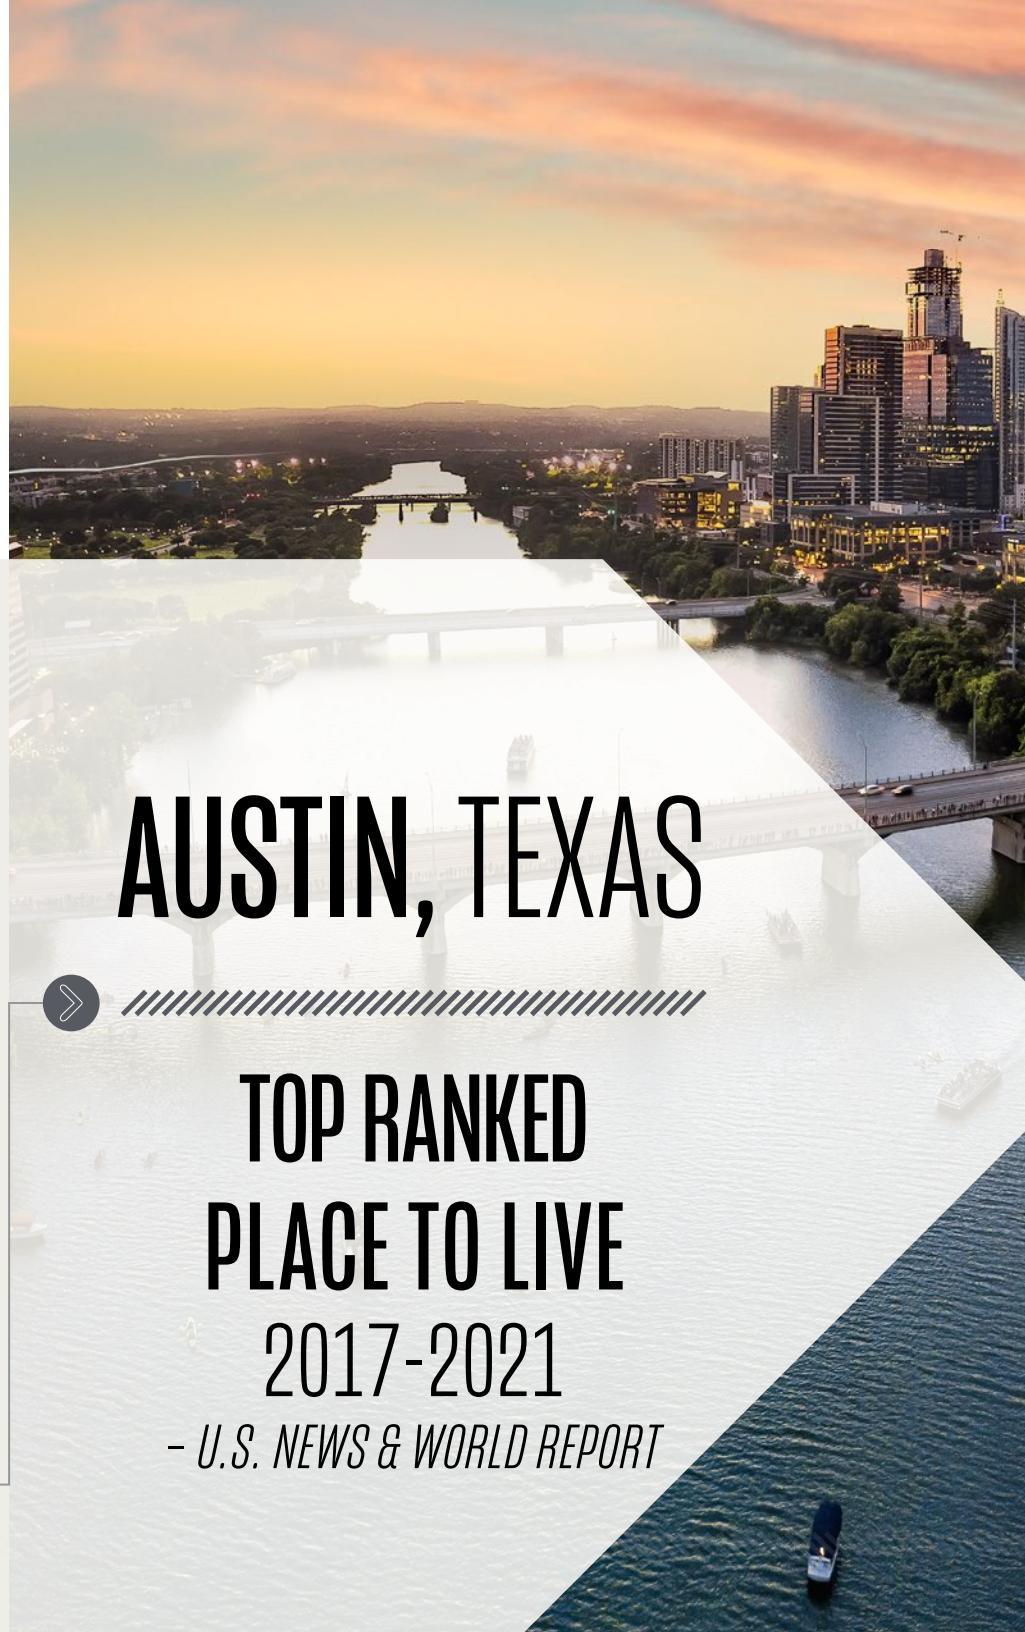 AUSTIN, TEXAS
TOP RANKED
PLACE TO LIVE
2017-2021
– U.S. NEWS & WORLD REPORT